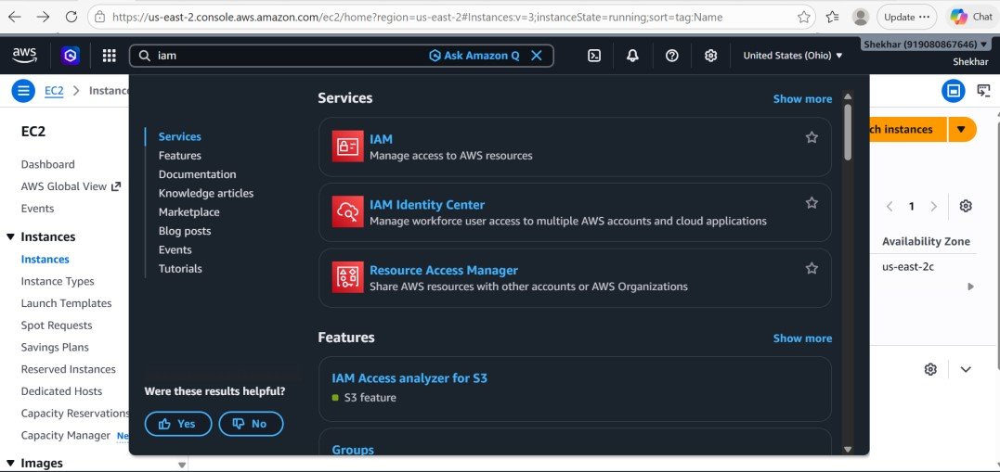 https://us-east-2.console.aws.amazon.com/ec2/home?region=us-east-2#Instances:v=3;instanceState=running;sort=tag:Name
Update
Chat
aws
iam
Ask Amazon Q
United States (Ohio)
Shekhar (919080867646)
Shekhar
EC2
Instanc
EC2
Dashboard
AWS Global View
Events
Instances
Instances
Instance Types
Launch Templates
Spot Requests
Savings Plans
Reserved Instances
Dedicated Hosts
Capacity Reservations
Capacity Manager Ne
Images
Services
Features
Documentation
Knowledge articles
Marketplace
Blog posts
Events
Tutorials
Were these results helpful?
Yes
No
Services
Show more
IAM
Manage access to AWS resources
IAM Identity Center
Manage workforce user access to multiple AWS accounts and cloud applications
Resource Access Manager
Share AWS resources with other accounts or AWS Organizations
Features
Show more
IAM Access analyzer for S3
S3 feature
Groups
ch instances
1
Availability Zone
us-east-2c